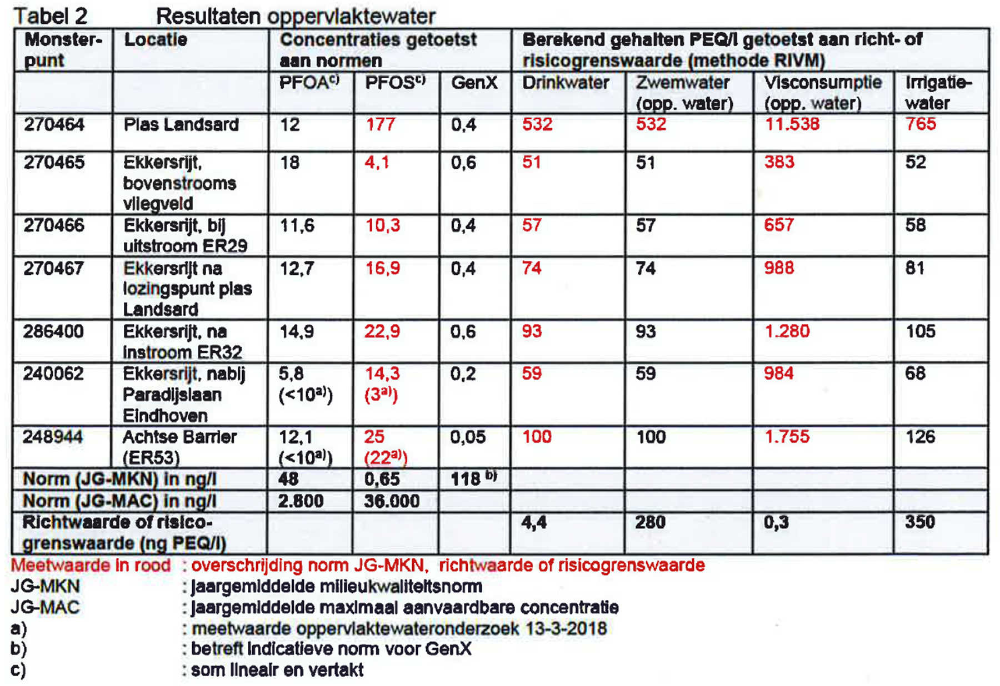 Tabel 2 Resultaten oppervlaktewater
Monster-punt Locatie Concentraties getoetst aan normen Berekend gehalten PEQ/l getoetst aan richt- of risicogrenswaarde (methode RIVM)
PFOAc) PFOSc) GenX Drinkwater Zwemwater (opp. water) Visconsumptie (opp. water) Irrigatie-water
270464 Plas Landsard 12 177 0,4 532 532 11.538 765
270465 Ekkersrijt, bovenstrooms vliegveld 18 4,1 0,6 51 51 383 52
270466 Ekkersrijt, bij uitstroom ER29 11,6 10,3 0,4 57 57 657 58
270467 Ekkersrijt na lozingspunt plas Landsard 12,7 16,9 0,4 74 74 988 81
286400 Ekkersrijt, na instroom ER32 14,9 22,9 0,6 93 93 1.280 105
240062 Ekkersrijt, nabij Paradijslaan Eindhoven 5,8 (<10a)) 14,3 (3a)) 0,2 59 59 984 68
248944 Achtse Barrier (ER53) 12,1 (<10a)) 25 (22a)) 0,05 100 100 1.755 126
Norm (JG-MKN) in ng/l 48 0,65 118 b)
Norm (JG-MAC) in ng/l 2.800 36.000
Richtwaarde of risico-grenswaarde (ng PEQ/l) 4,4 280 0,3 350
Meetwaarde in rood : overschrijding norm JG-MKN, richtwaarde of risicogrenswaarde
JG-MKN : jaargemiddelde milieukwaliteitsnorm
JG-MAC : jaargemiddelde maximaal aanvaardbare concentratie
a) : meetwaarde oppervlaktewateronderzoek 13-3-2018
b) : betreft indicatieve norm voor GenX
c) : som lineair en vertakt